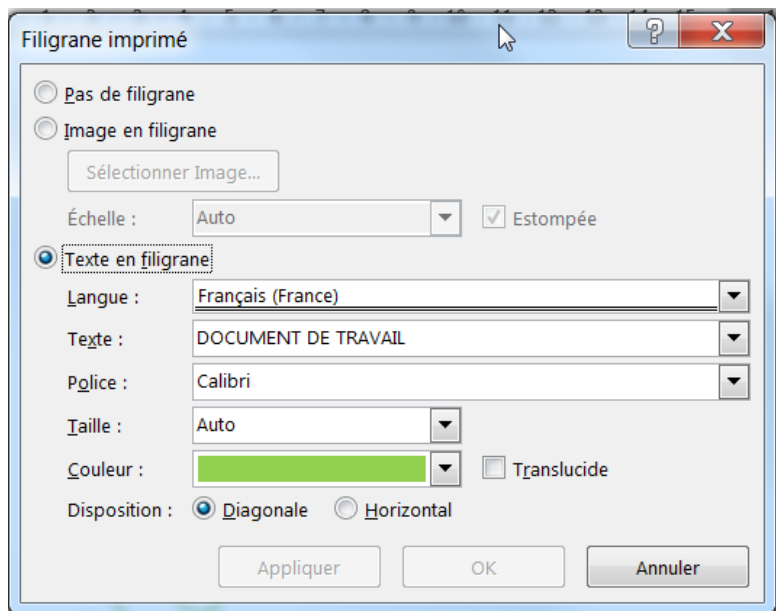 Filigrane imprimé
Pas de filigrane
Image en filigrane
Sélectionner Image...
Échelle : Auto Estompée
Texte en filigrane
Langue : Français (France)
Texte : DOCUMENT DE TRAVAIL
Police : Calibri
Taille : Auto
Couleur : Translucide
Disposition : Diagonale Horizontal
Appliquer OK Annuler